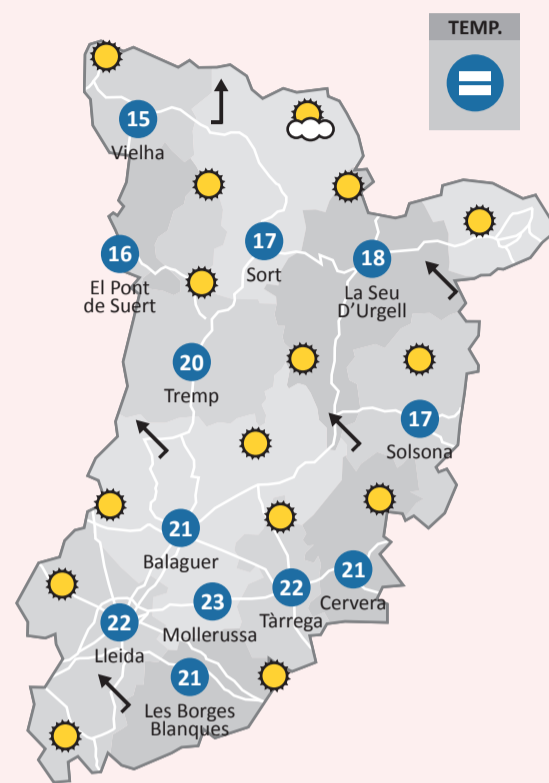 TEMP.
=
15
Vielha
16
El Pont
de Suert
17
Sort
18
La Seu
D'Urgell
20
Tremp
17
Solsona
21
Balaguer
21
Cervera
22
Tàrrega
23
Mollerussa
22
Lleida
21
Les Borges
Blanques